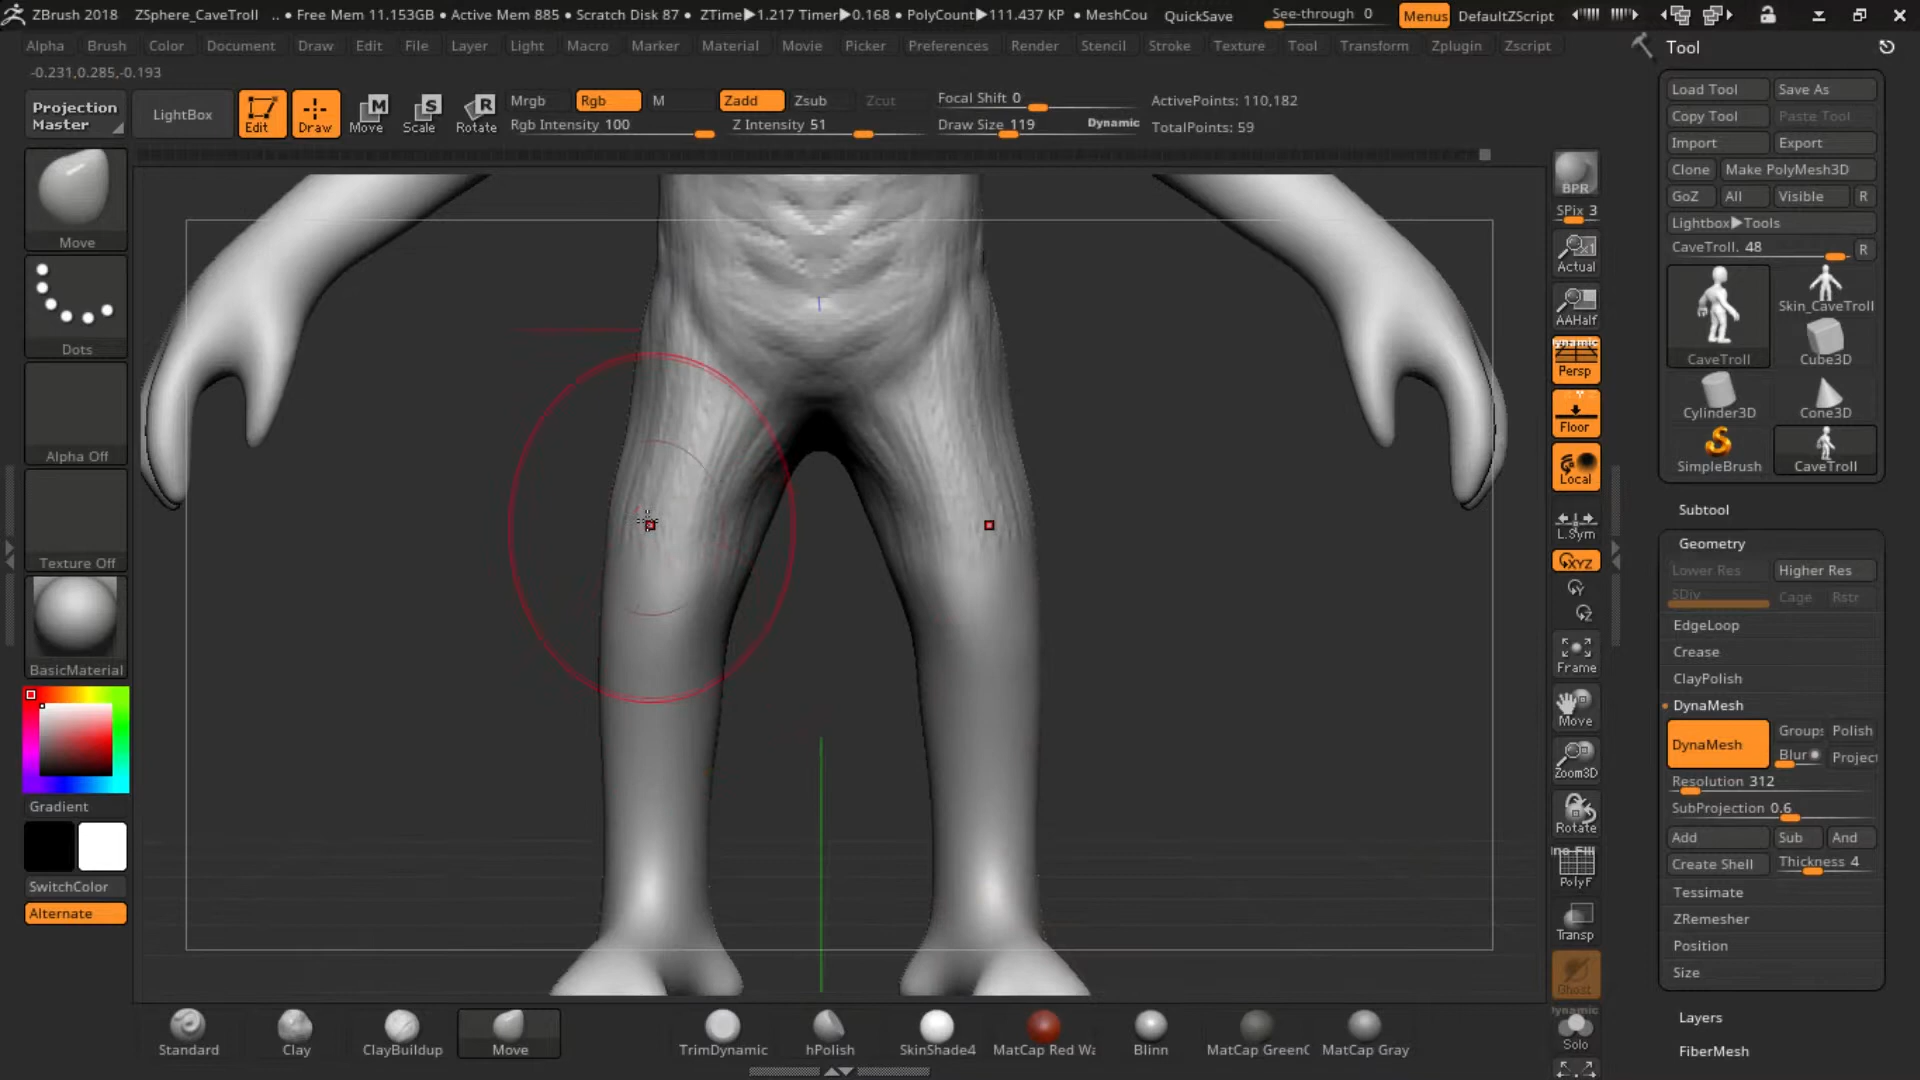 ZBrush 2018 ZSphere_CaveTroll .. ● Free Mem 11.153GB ● Active Mem 885 ● Scratch Disk 87 ● ZTime▶1.217 Timer▶0.168 ● PolyCount▶111.437 KP ● MeshCou QuickSave See-through 0 Menus DefaultZScript
Alpha Brush Color Document Draw Edit File Layer Light Macro Marker Material Movie Picker Preferences Render Stencil Stroke Texture Tool Transform Zplugin Zscript
-0.231,0.285,-0.193
Projection Master
LightBox
Edit
Draw
Move
Scale
Rotate
Mrgb Rgb M Zadd Zsub Zcut
Rgb Intensity 100 Z Intensity 51
Focal Shift 0
Draw Size 119 Dynamic
ActivePoints: 110,182
TotalPoints: 59
Move
Dots
Alpha Off
Texture Off
BasicMaterial
Gradient
SwitchColor
Alternate
BPR
SPix 3
Actual
AAHalf
Persp
Floor
Local
L.Sym
XYZ
Y
Z
Frame
Move
Zoom3D
Rotate
PolyF
Transp
Ghost
Dynamic
Solo
Tool
Load Tool Save As
Copy Tool Paste Tool
Import Export
Clone Make PolyMesh3D
GoZ All Visible R
Lightbox▶Tools
CaveTroll. 48 R
CaveTroll
Skin_CaveTroll
Cube3D
Cylinder3D Cone3D
SimpleBrush CaveTroll
Subtool
Geometry
Lower Res Higher Res
SDiv Cage Rstr
EdgeLoop
Crease
ClayPolish
DynaMesh
DynaMesh
Groups Polish
Blur Project
Resolution 312
SubProjection 0.6
Add Sub And
Create Shell Thickness 4
Tessimate
ZRemesher
Position
Size
Layers
FiberMesh
Standard Clay ClayBuildup Move TrimDynamic hPolish SkinShade4 MatCap Red Wa Blinn MatCap GreenC MatCap Gray